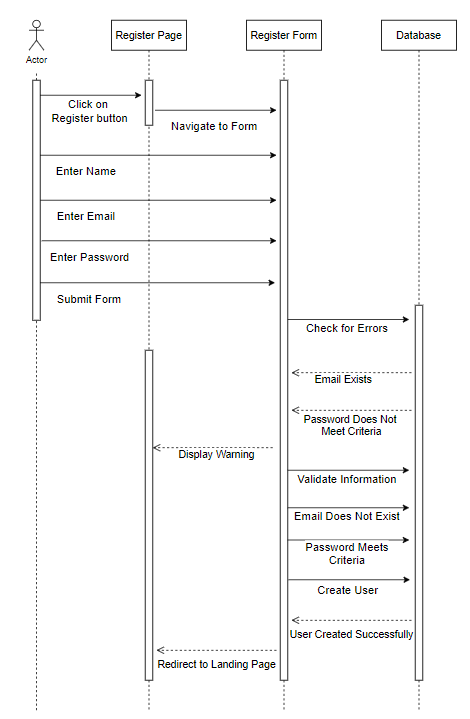 Register Page
Register Form
Database
Actor
Click on
Register button
Navigate to Form
Enter Name
Enter Email
Enter Password
Submit Form
Check for Errors
Email Exists
Password Does Not
Meet Criteria
Display Warning
Validate Information
Email Does Not Exist
Password Meets
Criteria
Create User
User Created Successfully
Redirect to Landing Page